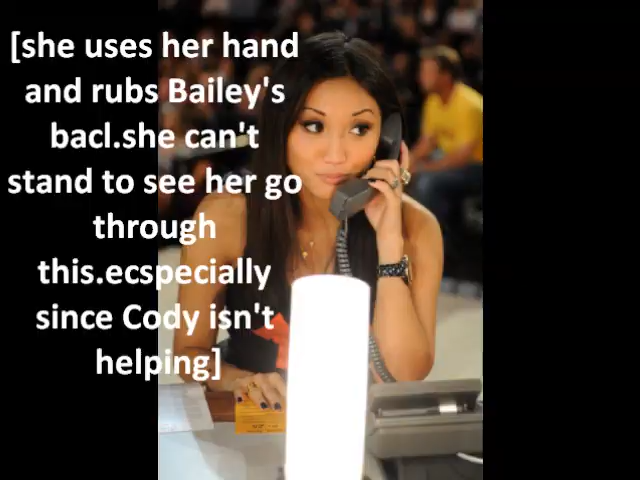 [she uses her hand
and rubs Bailey's
bacl.she can't
stand to see her go
through
this.ecspecially
since Cody isn't
helping]